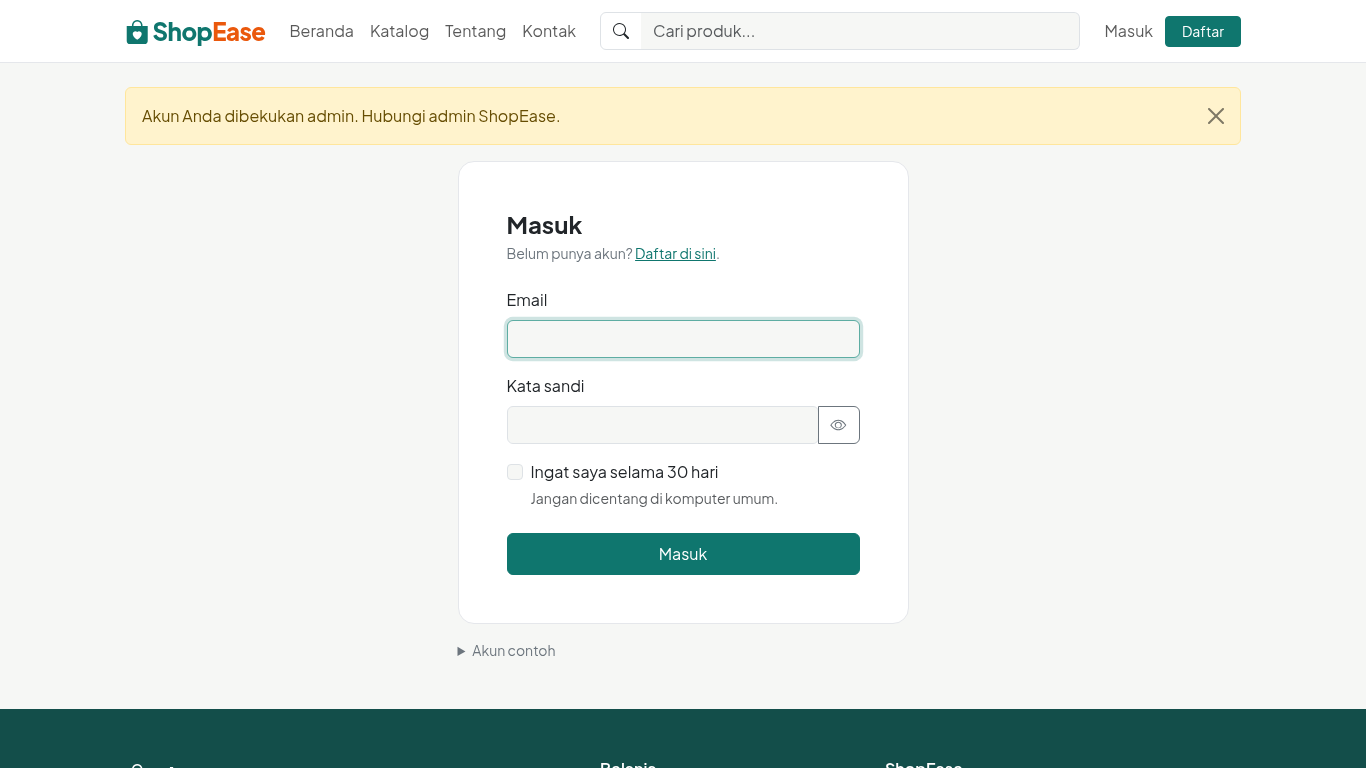 ShopEase
Beranda
Katalog
Tentang
Kontak
Cari produk...
Masuk
Daftar
Akun Anda dibekukan admin. Hubungi admin ShopEase.
Masuk
Belum punya akun? Daftar di sini.
Email
Kata sandi
Ingat saya selama 30 hari
Jangan dicentang di komputer umum.
Masuk
Akun contoh
Belanja
ShopEase